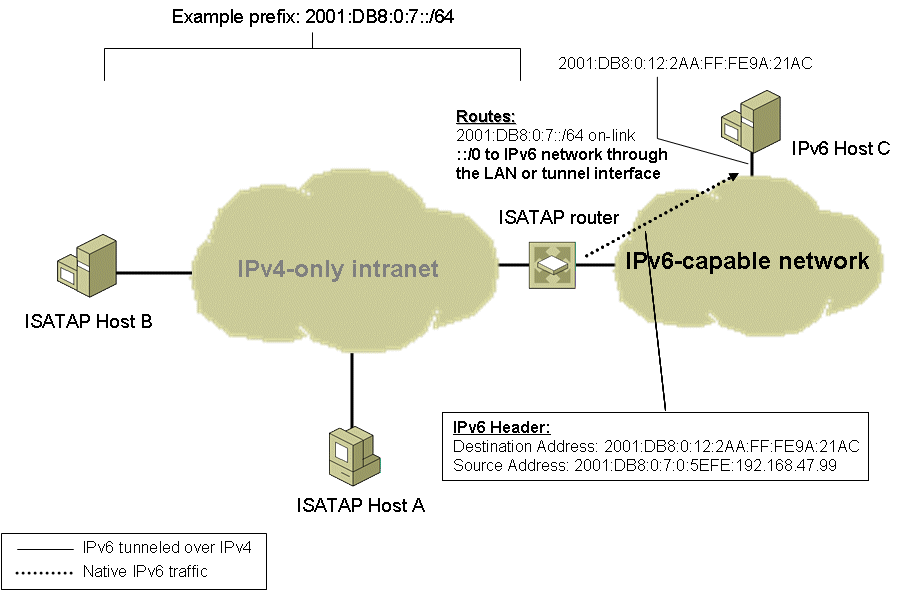 Example prefix: 2001:DB8:0:7::/64
2001:DB8:0:12:2AA:FF:FE9A:21AC
Routes:
2001:DB8:0:7::/64 on-link
::/0 to IPv6 network through
the LAN or tunnel interface
IPv6 Host C
ISATAP router
IPv4-only intranet
IPv6-capable network
ISATAP Host B
IPv6 Header:
Destination Address: 2001:DB8:0:12:2AA:FF:FE9A:21AC
Source Address: 2001:DB8:0:7:0:5EFE:192.168.47.99
ISATAP Host A
IPv6 tunneled over IPv4
Native IPv6 traffic